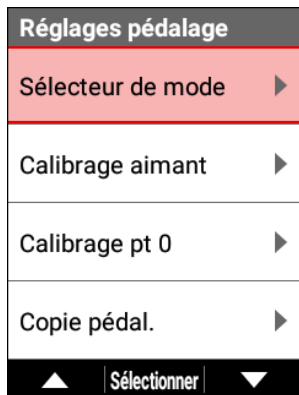 Réglages pédalage
Sélecteur de mode
Calibrage aimant
Calibrage pt 0
Copie pédal.
Sélectionner